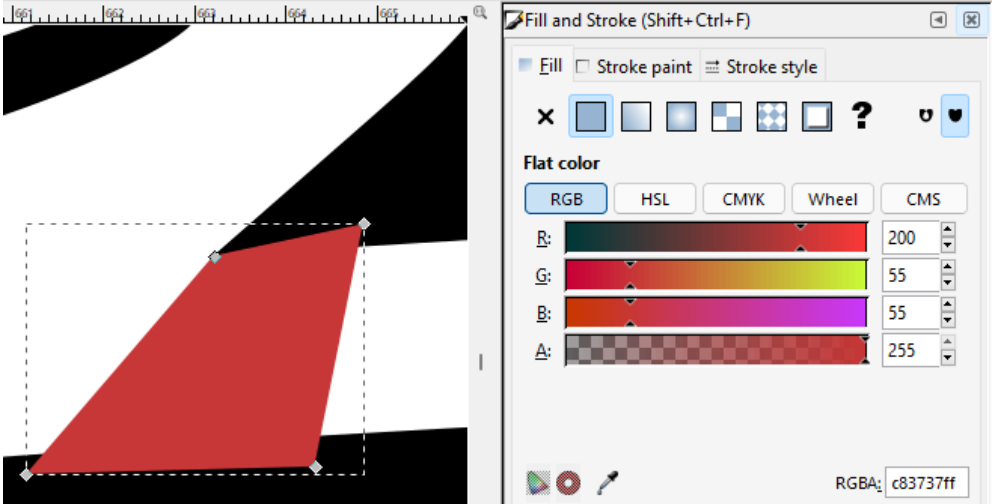 661 662 663 664 665
Fill and Stroke (Shift+Ctrl+F)
Fill Stroke paint Stroke style
?
Flat color
RGB HSL CMYK Wheel CMS
R: 200
G: 55
B: 55
A: 255
RGBA: c83737ff